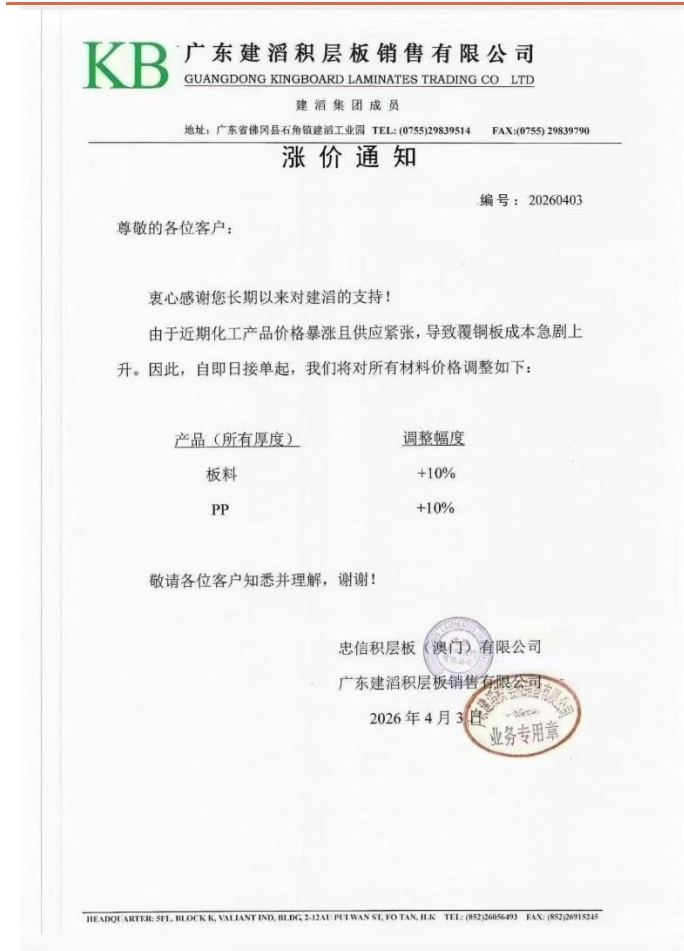 KB 广东建滔积层板销售有限公司
GUANGDONG KINGBOARD LAMINATES TRADING CO LTD
建滔集团成员
地址：广东省佛冈县石角镇建滔工业园 TEL: (0755)29839514 FAX:(0755) 29839790
涨价通知
编号：20260403
尊敬的各位客户：
衷心感谢您长期以来对建滔的支持！
由于近期化工产品价格暴涨且供应紧张，导致覆铜板成本急剧上
升。因此，自即日接单起，我们将对所有材料价格调整如下：
产品（所有厚度） 调整幅度
板料 +10%
PP +10%
敬请各位客户知悉并理解，谢谢！
忠信积层板（澳门）有限公司
广东建滔积层板销售有限公司
2026 年 4 月 3 日
业务专用章
HEADQUARTER: 5FL, BLOCK K, VALIANT IND, BLDG, 2-12AU PUI WAN ST, FO TAN, H.K TEL: (852)26056493 FAX: (852)26915245